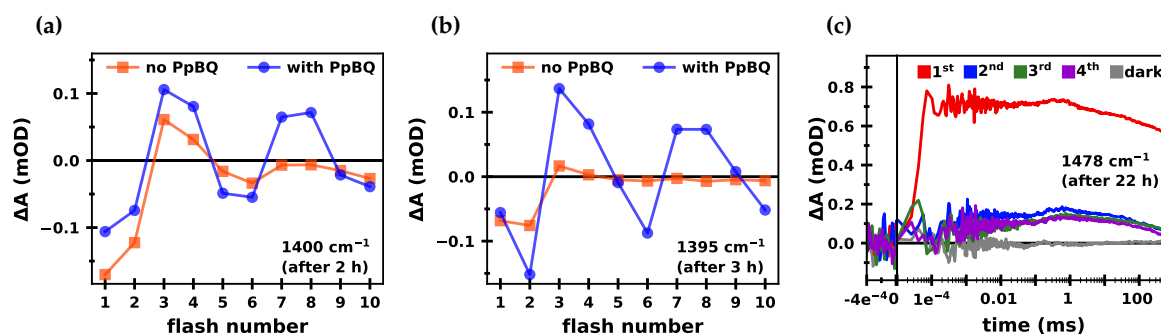 (a)
no PpBQ with PpBQ
0.1
0.0
−0.1
ΔA (mOD)
1400 cm⁻¹
(after 2 h)
1 2 3 4 5 6 7 8 9 10
flash number
(b)
no PpBQ with PpBQ
0.1
0.0
−0.1
ΔA (mOD)
1395 cm⁻¹
(after 3 h)
1 2 3 4 5 6 7 8 9 10
flash number
(c)
1ˢᵗ 2ⁿᵈ 3ʳᵈ 4ᵗʰ dark
0.8
0.6
0.4
0.2
0.0
ΔA (mOD)
1478 cm⁻¹
(after 22 h)
-4e⁻⁴ 0 1e⁻⁴ 0.01 1 100
time (ms)